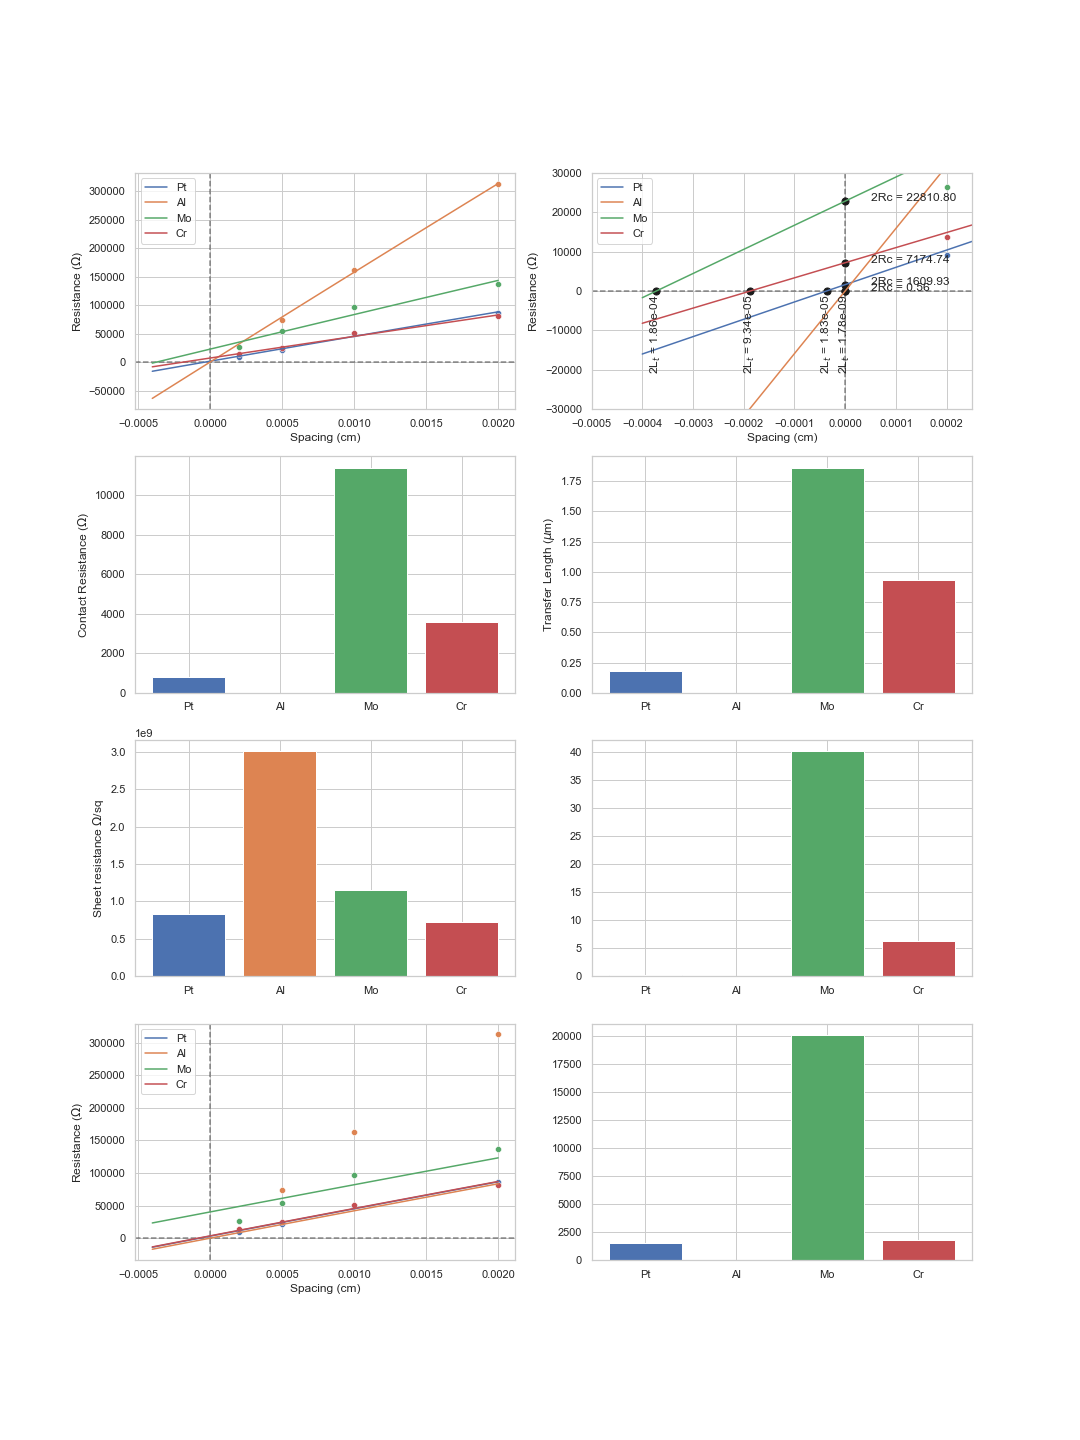 Resistance (Ω)
300000
250000
200000
150000
100000
50000
0
−50000
−0.0005 0.0000 0.0005 0.0010 0.0015 0.0020
Spacing (cm)
Pt
Al
Mo
Cr
Resistance (Ω)
30000
20000
10000
0
−10000
−20000
−30000
−0.0005 −0.0004 −0.0003 −0.0002 −0.0001 0.0000 0.0001 0.0002
Spacing (cm)
Pt
Al
Mo
Cr
2Rc = 22810.80
2Rc = 7174.74
2Rc = 1609.93
2Rc = 0.56
2Lt = 1.86e-04
2Lt = 9.34e-05
2Lt = 1.83e-05
2Lt = 1.78e-09
Contact Resistance (Ω)
10000
8000
6000
4000
2000
0
Pt Al Mo Cr
Transfer Length (μm)
1.75
1.50
1.25
1.00
0.75
0.50
0.25
0.00
Pt Al Mo Cr
1e9
Sheet resistance Ω/sq
3.0
2.5
2.0
1.5
1.0
0.5
0.0
Pt Al Mo Cr
40
35
30
25
20
15
10
5
0
Pt Al Mo Cr
Resistance (Ω)
300000
250000
200000
150000
100000
50000
0
−0.0005 0.0000 0.0005 0.0010 0.0015 0.0020
Spacing (cm)
Pt
Al
Mo
Cr
20000
17500
15000
12500
10000
7500
5000
2500
0
Pt Al Mo Cr